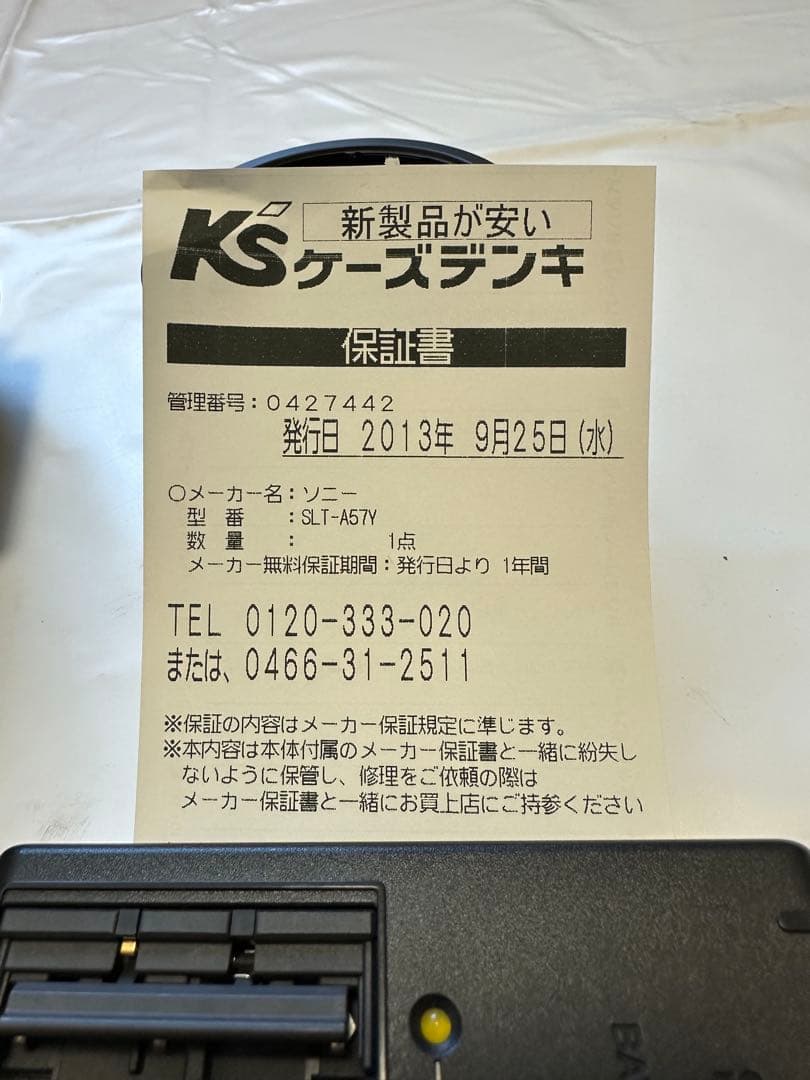 K's 新製品が安い
ケーズデンキ
保証書
管理番号：０４２７４４２
発行日 2013年 9月25日(水)
○メーカー名：ソニー
型 番 ：SLT-A57Y
数 量 ： 1点
メーカー無料保証期間：発行日より 1年間
TEL 0120-333-020
または、0466-31-2511
※保証の内容はメーカー保証規定に準じます。
※本内容は本体付属のメーカー保証書と一緒に紛失し
ないように保管し、修理をご依頼の際は
メーカー保証書と一緒にお買上店にご持参ください
BA